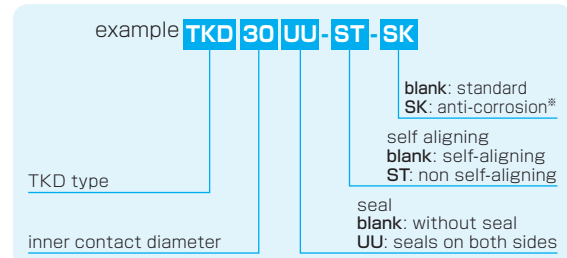 example TKD 30 UU - ST - SK
blank: standard
SK: anti-corrosion※
self aligning
blank: self-aligning
ST: non self-aligning
TKD type
seal
blank: without seal
UU: seals on both sides
inner contact diameter